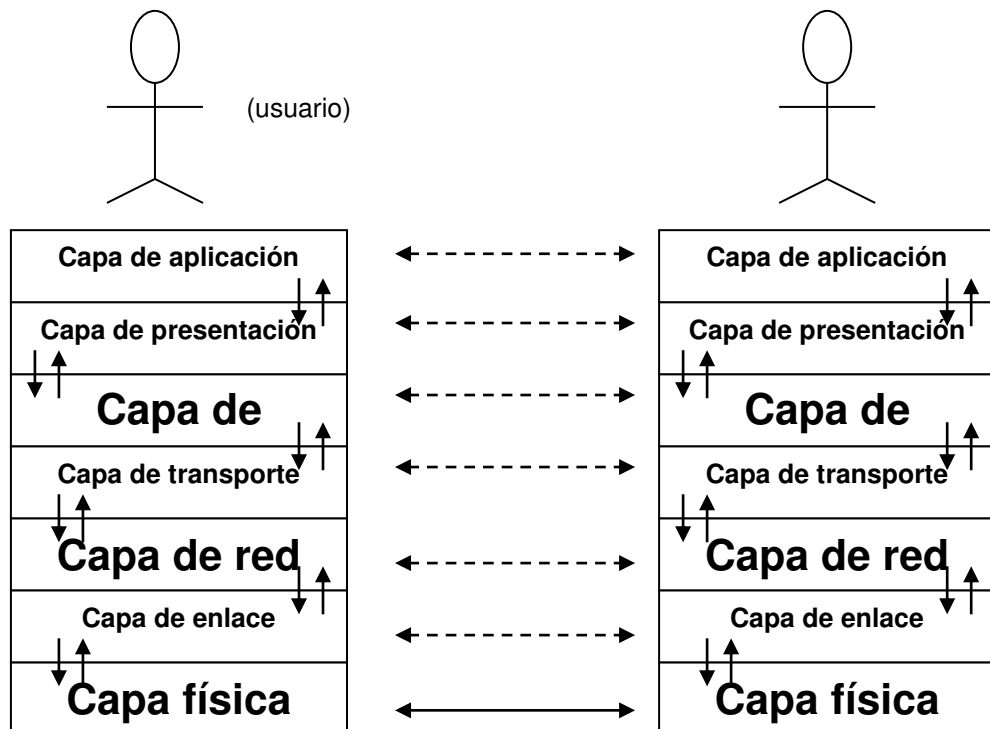 (usuario)
Capa de aplicación
Capa de presentación
Capa de
Capa de transporte
Capa de red
Capa de enlace
Capa física
Capa de aplicación
Capa de presentación
Capa de
Capa de transporte
Capa de red
Capa de enlace
Capa física